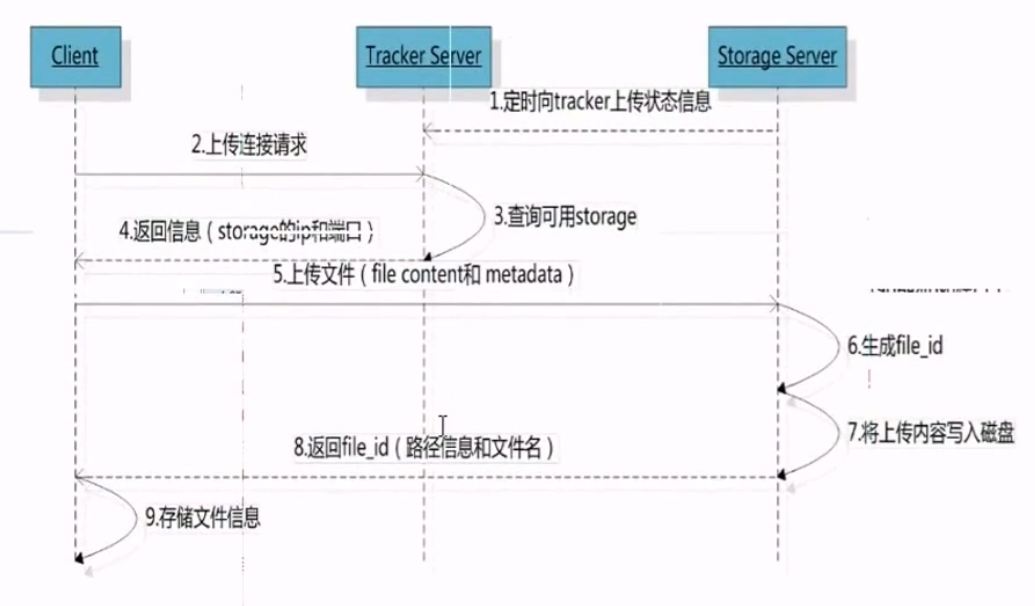 Client
Tracker Server
Storage Server
1.定时向tracker上传状态信息
2.上传连接请求
3.查询可用storage
4.返回信息（storage的ip和端口）
5.上传文件（file content和 metadata）
6.生成file_id
7.将上传内容写入磁盘
8.返回file_id（路径信息和文件名）
9.存储文件信息